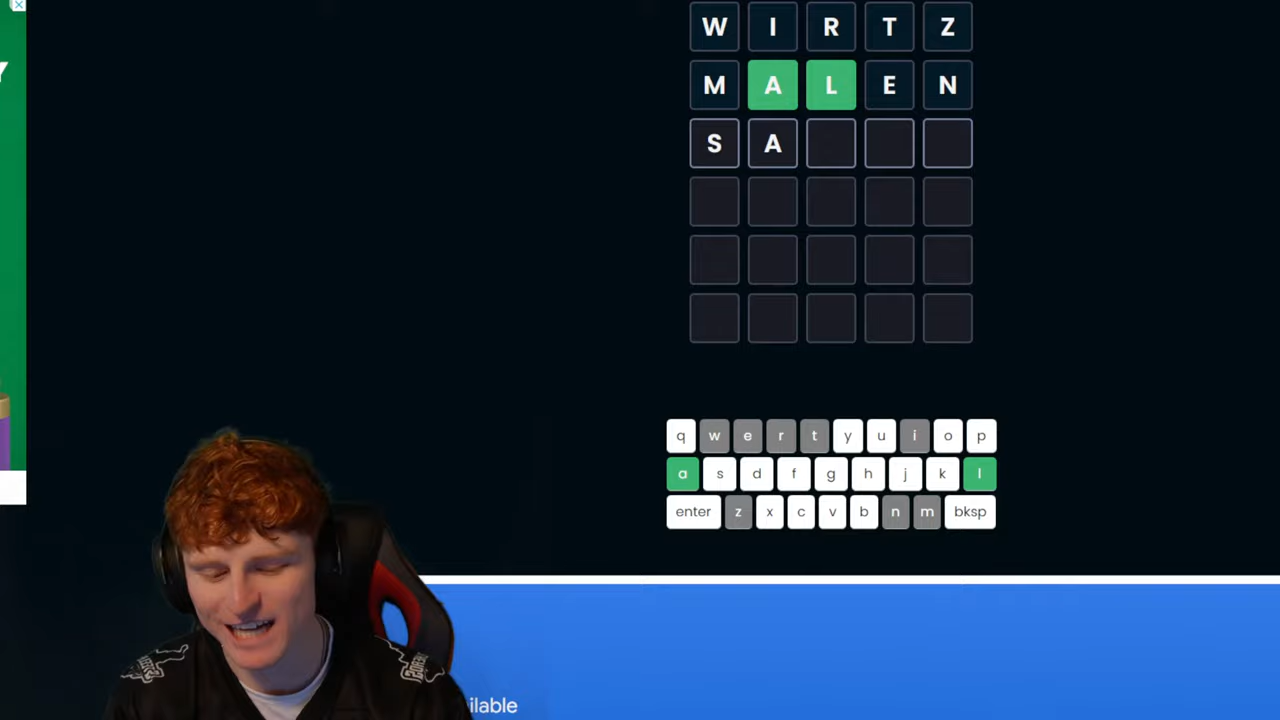 W I R T Z
M A L E N
S A
q w e r t y u i o p
a s d f g h j k l
enter z x c v b n m bksp
ilable